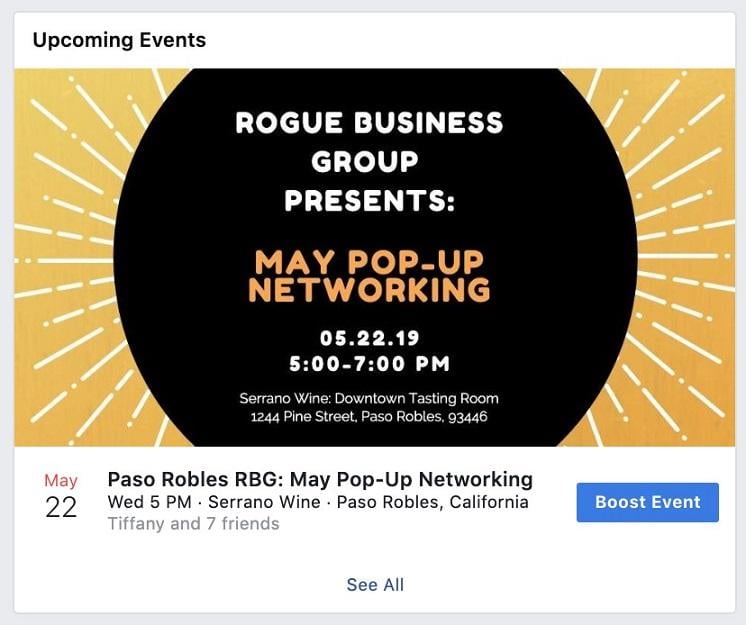 Upcoming Events
ROGUE BUSINESS
GROUP
PRESENTS:
MAY POP-UP
NETWORKING
05.22.19
5:00-7:00 PM
Serrano Wine: Downtown Tasting Room
1244 Pine Street, Paso Robles, 93446
May
22
Paso Robles RBG: May Pop-Up Networking
Wed 5 PM · Serrano Wine · Paso Robles, California
Tiffany and 7 friends
Boost Event
See All